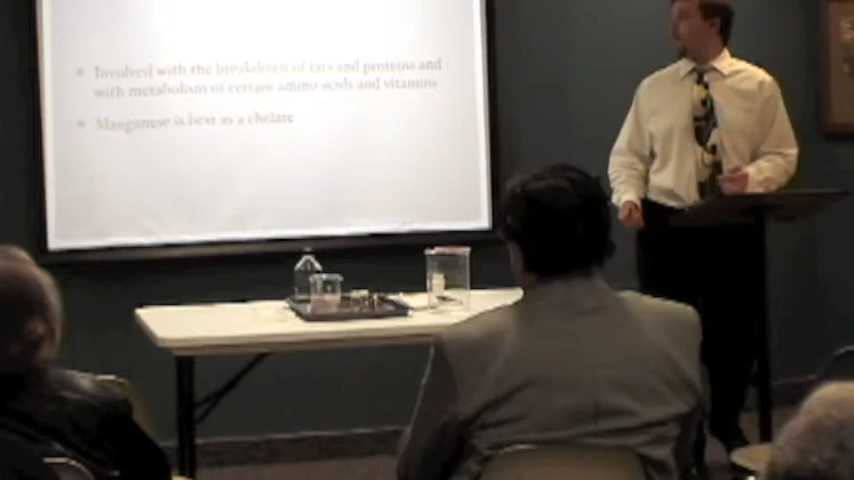 Involved with the breakdown of fats and proteins and
with metabolism of certain amino acids and vitamins
Manganese is best as a chelate